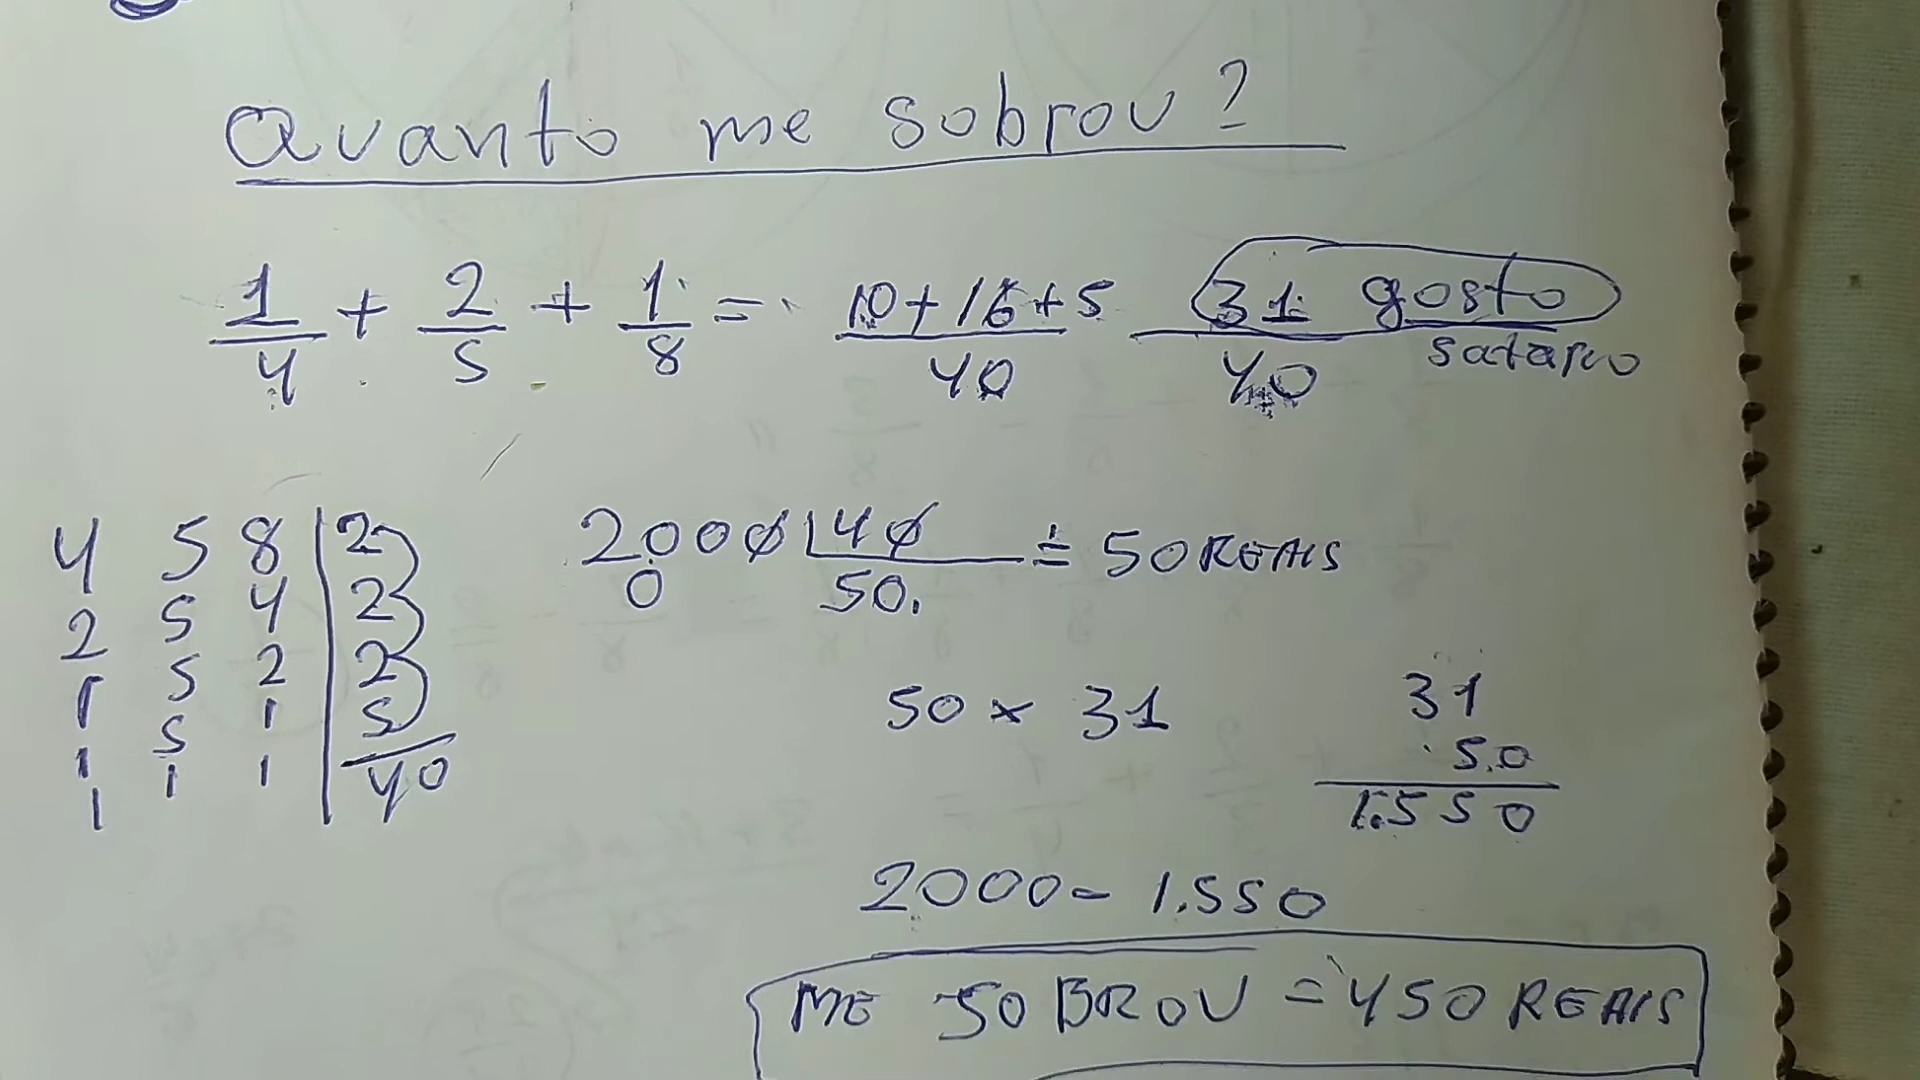 Quanto me sobrou?
1/4 + 2/5 + 1/8 = 10+16+5/40 31/40 gosto/satario
4 5 8 | 2
2 5 4 | 2
1 5 2 | 2
1 5 1 | 5
1 1 1 | 40
2000 | 40 = 50 REAIS
0 50.
50 x 31
31
50
1.550
2000 - 1.550
ME SOBROU = 450 REAIS